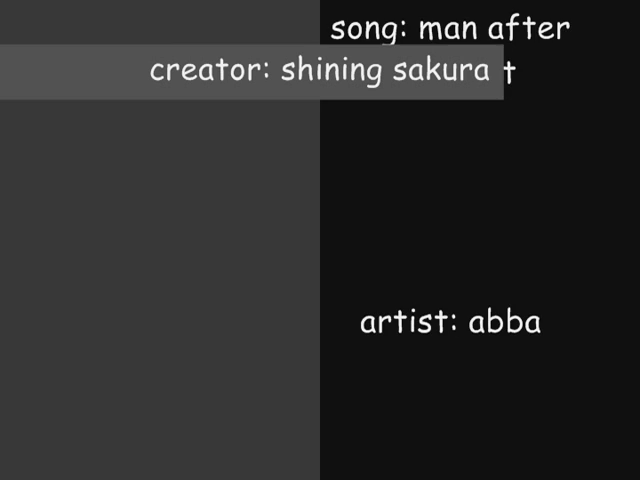 song: man after
creator: shining sakura t
artist: abba